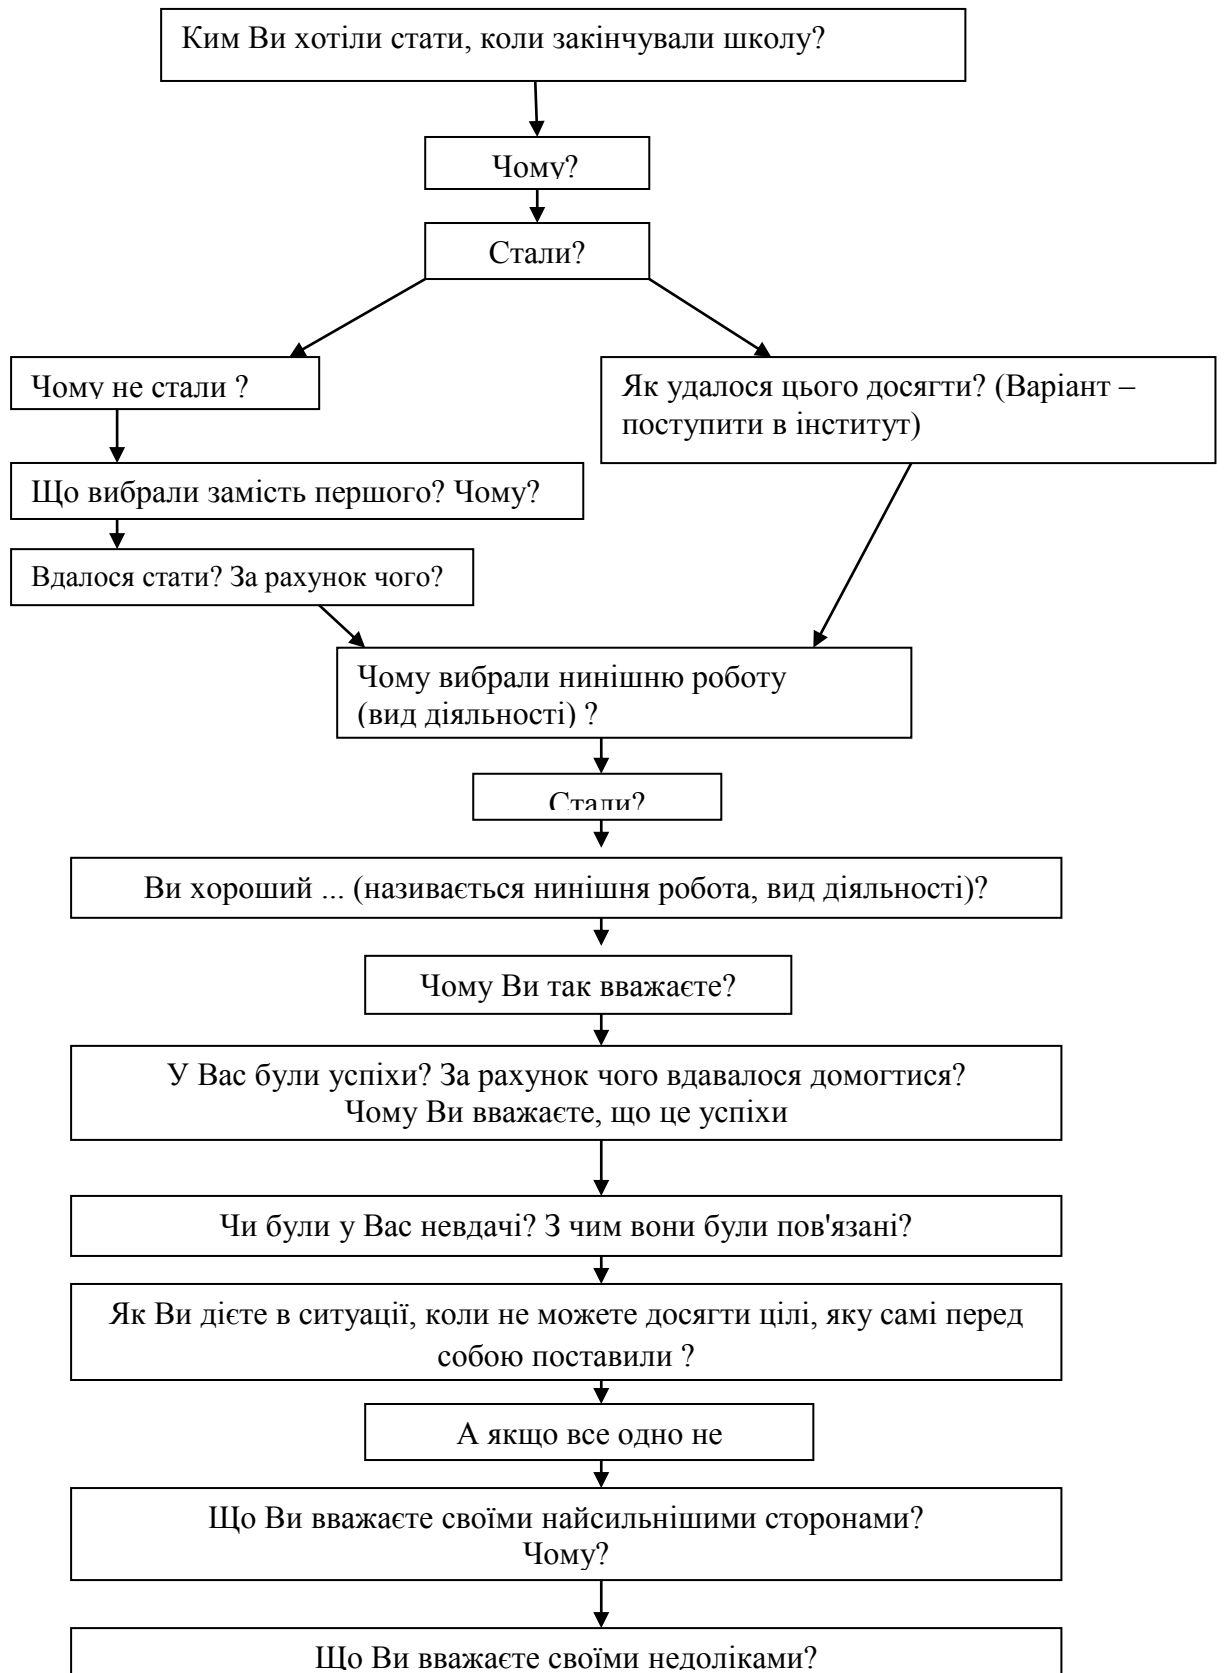 Ким Ви хотіли стати, коли закінчували школу?
Чому?
Стали?
Чому не стали ?
Як удалося цього досягти? (Варіант –
поступити в інститут)
Що вибрали замість першого? Чому?
Вдалося стати? За рахунок чого?
Чому вибрали нинішню роботу
(вид діяльності) ?
Стали?
Ви хороший ... (називається нинішня робота, вид діяльності)?
Чому Ви так вважаєте?
У Вас були успіхи? За рахунок чого вдавалося домогтися?
Чому Ви вважаєте, що це успіхи
Чи були у Вас невдачі? З чим вони були пов'язані?
Як Ви дієте в ситуації, коли не можете досягти цілі, яку самі перед
собою поставили ?
А якщо все одно не
Що Ви вважаєте своїми найсильнішими сторонами?
Чому?
Що Ви вважаєте своїми недоліками?